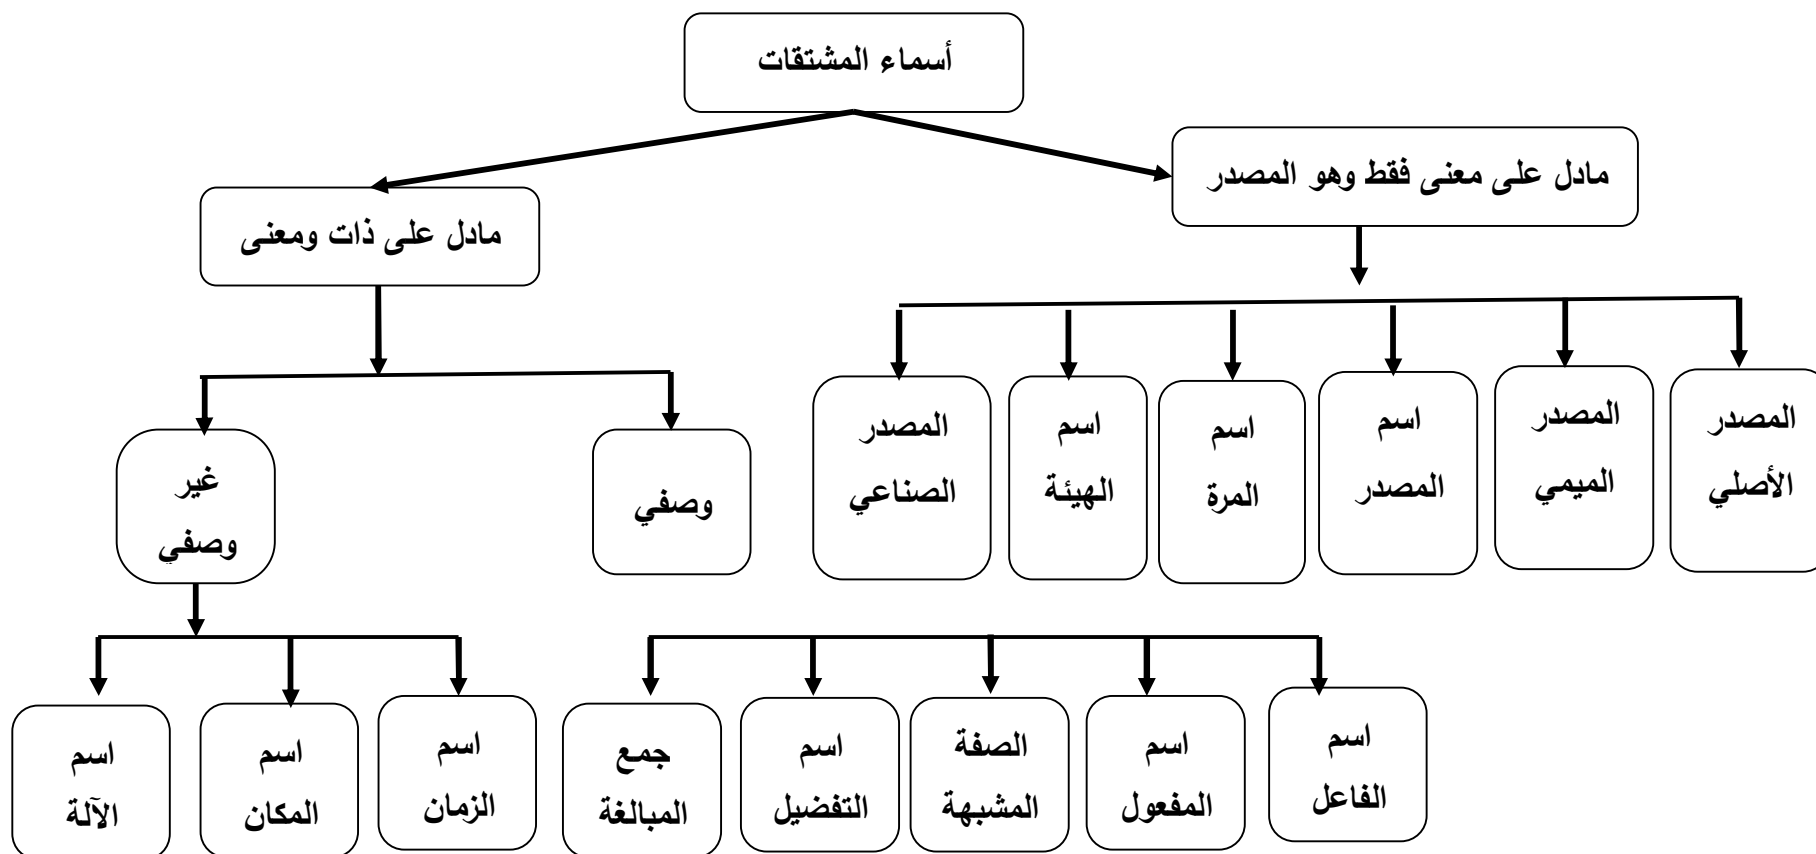 أسماء المشتقات
مادل على معنى فقط وهو المصدر
مادل على ذات ومعنى
المصدر
الأصلي
المصدر
الميمي
اسم
المصدر
اسم
المرة
اسم
الهيئة
المصدر
الصناعي
وصفي
غير
وصفي
اسم
الفاعل
اسم
المفعول
الصفة
المشبهة
اسم
التفضيل
جمع
المبالغة
اسم
الزمان
اسم
المكان
اسم
الآلة